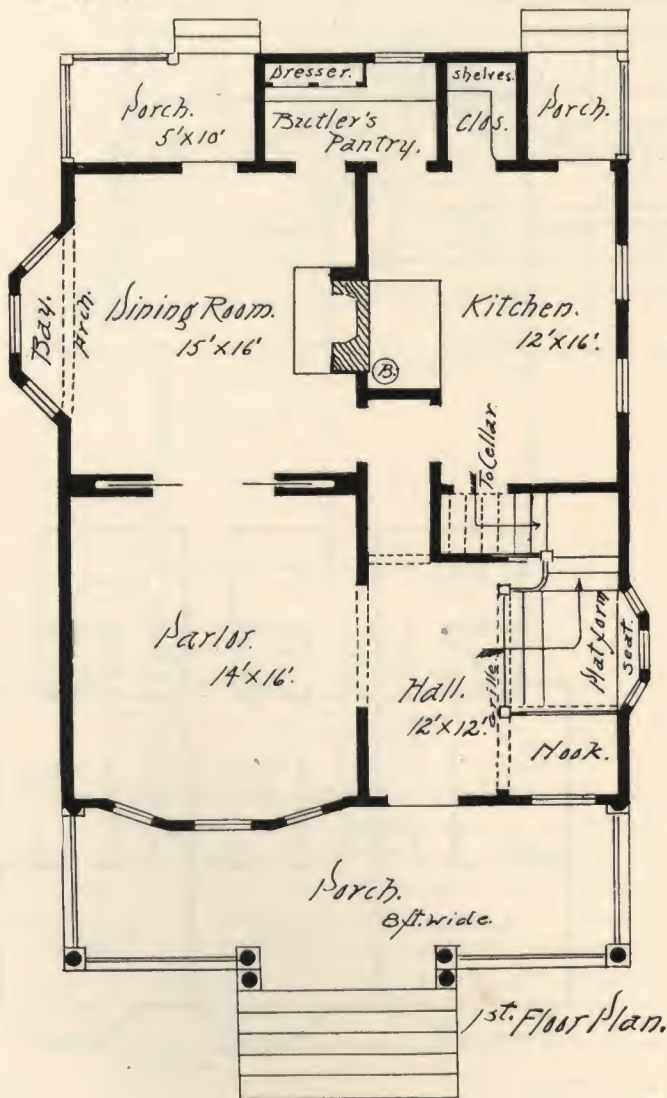 Dresser.
shelves.
Porch.
5'X10'
Butler's
Pantry.
Clos.
Porch.
Bay.
Arch.
Dining Room.
15'X16'
Kitchen.
12'X16'.
B.
To Cellar
Parlor.
14'X16'.
Hall.
12'X12'.
Grille.
Platform
seat.
Nook.
Porch.
8ft. wide.
1st. Floor Plan.